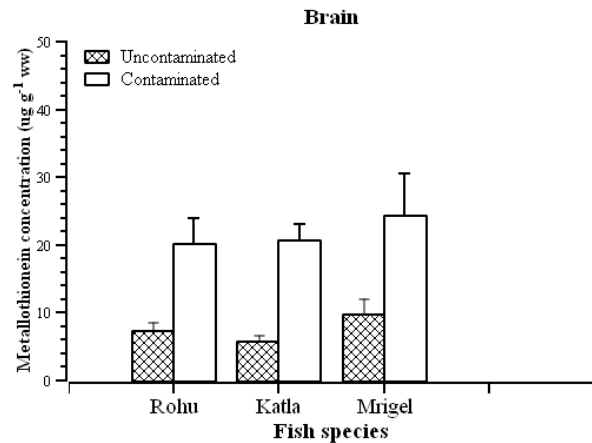 Brain
Metallothionein concentration (ug g⁻¹ ww)
50
40
30
20
10
0
Uncontaminated
Contaminated
Rohu Katla Mrigel
Fish species